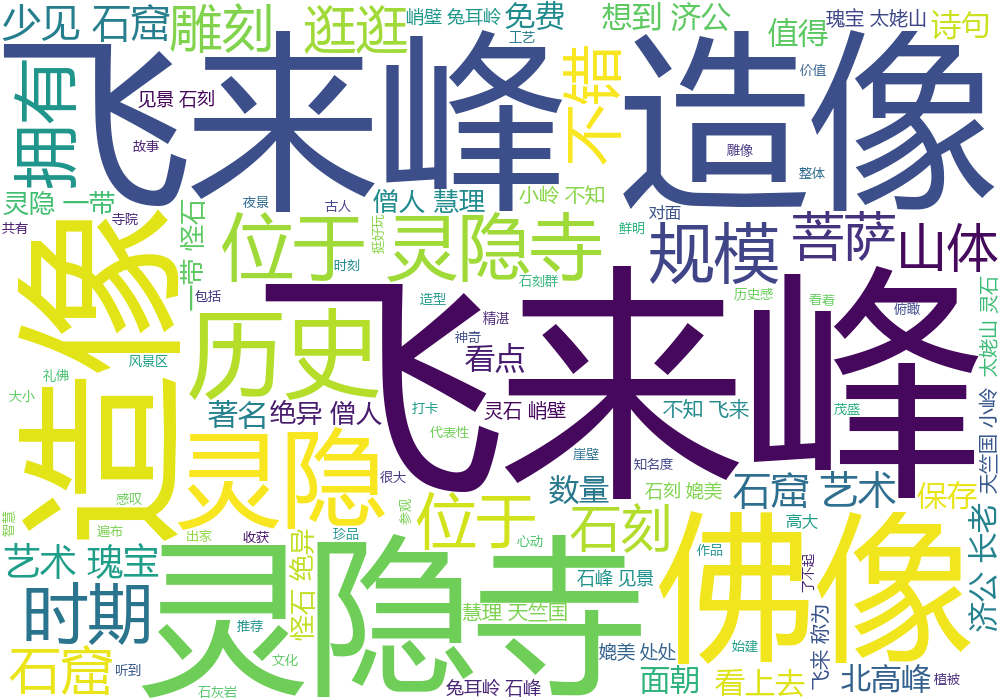 少见 石窟
雕刻
逛逛
峭壁 兔耳岭
免费
工艺
想到 济公
瑰宝 太姥山
值得
诗句
飞来峰
造像
不错
拥有
见景 石刻
故事
价值
雕像
整体
灵隐 一带
寺院
共有
一带 怪石
夜景
古人
僧人 慧理
小岭 不知
挺好玩
对面
鲜明
位于
灵隐寺
时刻
石刻群
规模
菩萨
山体
造像
包括
飞来峰
造型
历史感
看着
俯瞰
太姥山 灵石
历史
神奇
精湛
看点
风景区
礼佛
大小
著名
绝异 僧人
打卡
灵石 峭壁
不知 飞来
茂盛
天竺国 小岭
代表性
灵隐
崖壁
知名度
很大
数量
石刻 媲美
石窟 艺术
保存
感叹
智慧
遍布
出家
收获
怪石 绝异
珍品
参观
位于
心动
石刻
佛像
作品
高大
了不起
济公 长老
艺术 瑰宝
灵隐寺
石峰 见景
时期
推荐
慧理 天竺国
始建
飞来 称为
石窟
听到
文化
石灰岩
兔耳岭 石峰
媲美 处处
面朝
看上去
北高峰
植被